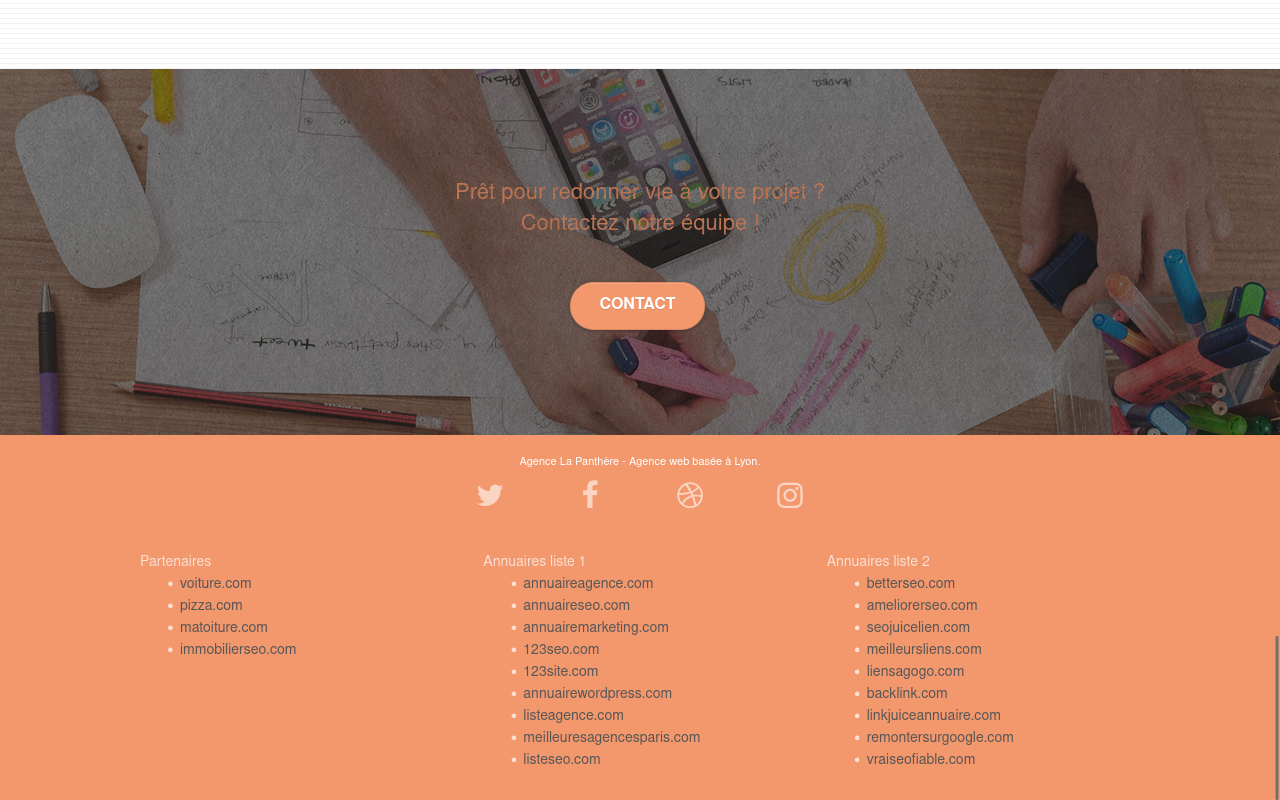 Prêt pour redonner vie à votre projet ?
Contactez notre équipe !
CONTACT
Agence La Panthère - Agence web basée à Lyon.
Partenaires
voiture.com
pizza.com
matoiture.com
immobilierseo.com
Annuaires liste 1
annuaireagence.com
annuaireseo.com
annuairemarketing.com
123seo.com
123site.com
annuairewordpress.com
listeagence.com
meilleuresagencesparis.com
listeseo.com
Annuaires liste 2
betterseo.com
ameliorerseo.com
seojuicelien.com
meilleursliens.com
liensagogo.com
backlink.com
linkjuiceannuaire.com
remontersurgoogle.com
vraiseofiable.com